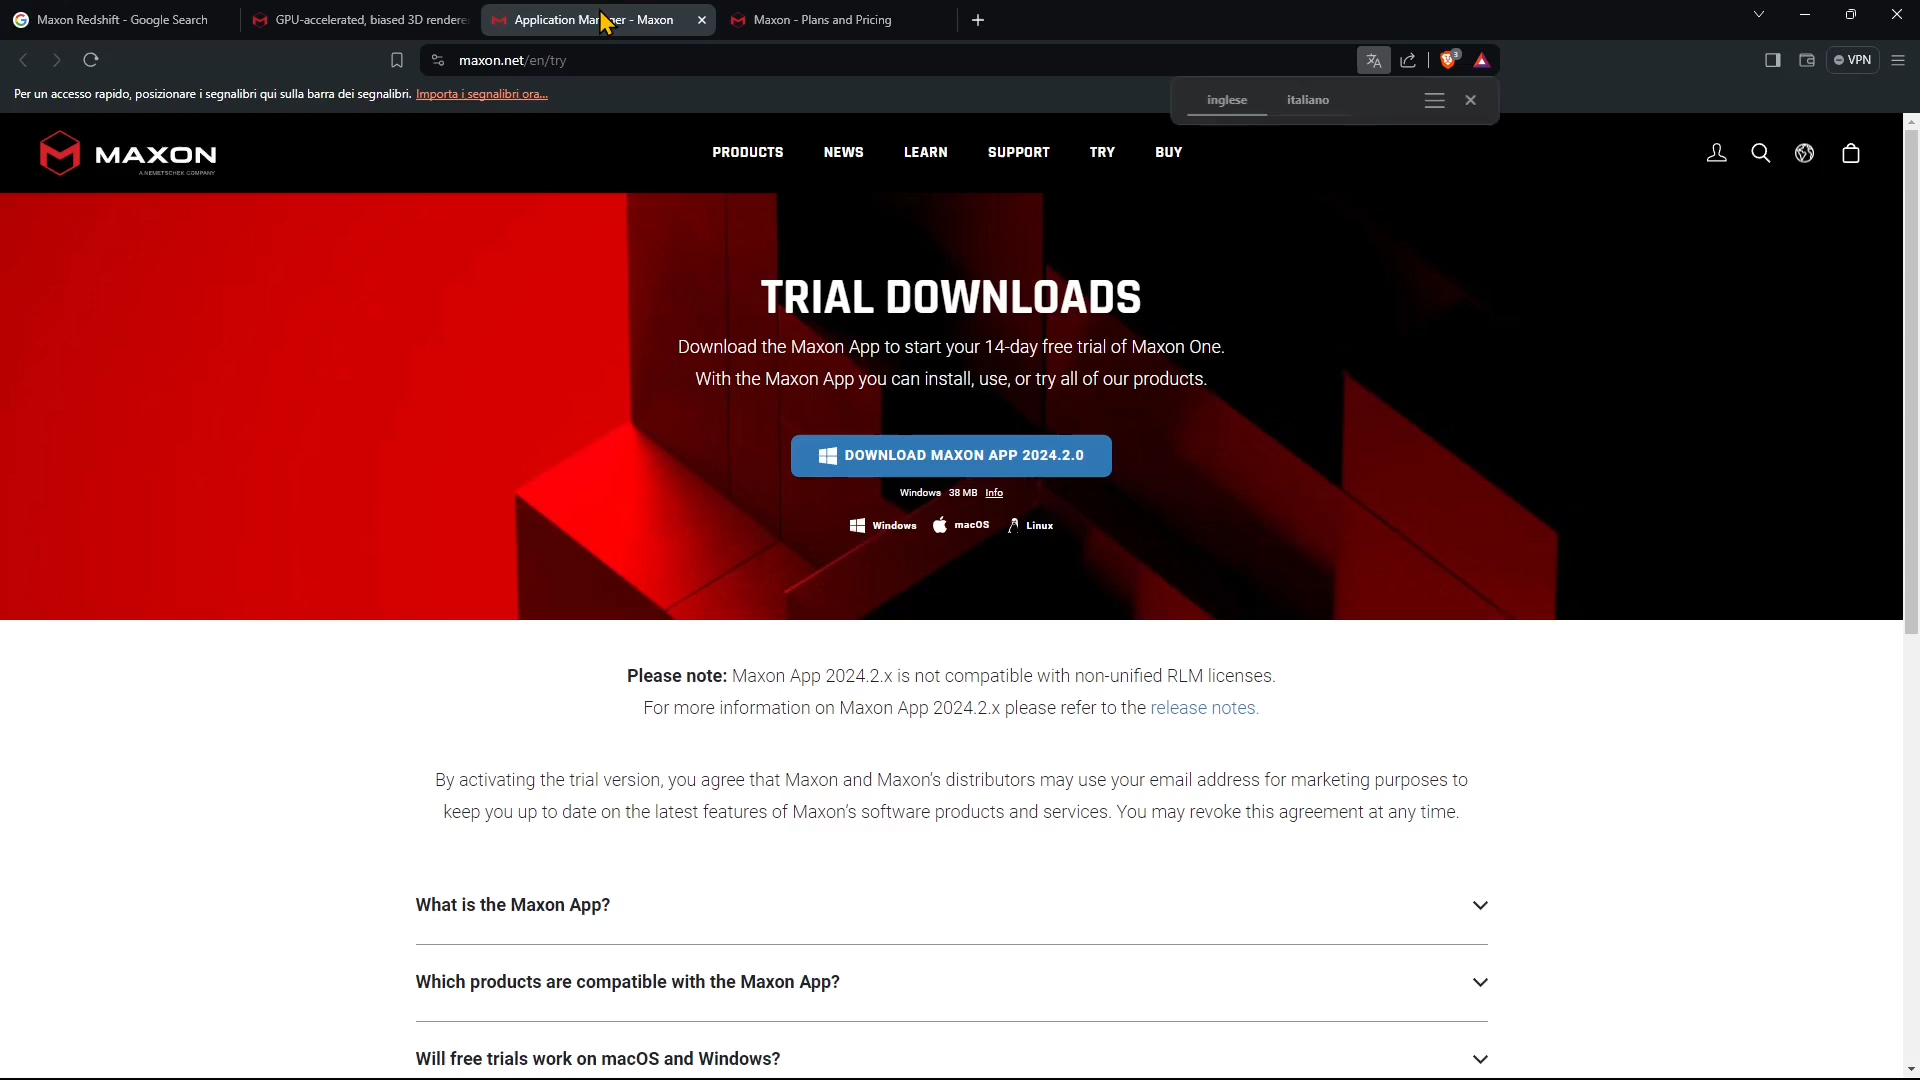 Maxon Redshift - Google Search
GPU-accelerated, biased 3D rendere
Maxon - Plans and Pricing
maxon.net/en/try
3
VPN
Per un accesso rapido, posizionare i segnalibri qui sulla barra dei segnalibri. Importa i segnalibri ora...
inglese
italiano
MAXON
A NEMETSCHEK COMPANY
PRODUCTS
NEWS
LEARN
SUPPORT
TRY
BUY
TRIAL DOWNLOADS
Download the Maxon App to start your 14-day free trial of Maxon One.
With the Maxon App you can install, use, or try all of our products.
DOWNLOAD MAXON APP 2024.2.0
Windows 38 MB Info
Windows macOS Linux
Please note: Maxon App 2024.2.x is not compatible with non-unified RLM licenses.
For more information on Maxon App 2024.2.x please refer to the release notes.
By activating the trial version, you agree that Maxon and Maxon's distributors may use your email address for marketing purposes to
keep you up to date on the latest features of Maxon's software products and services. You may revoke this agreement at any time.
What is the Maxon App?
Which products are compatible with the Maxon App?
Will free trials work on macOS and Windows?